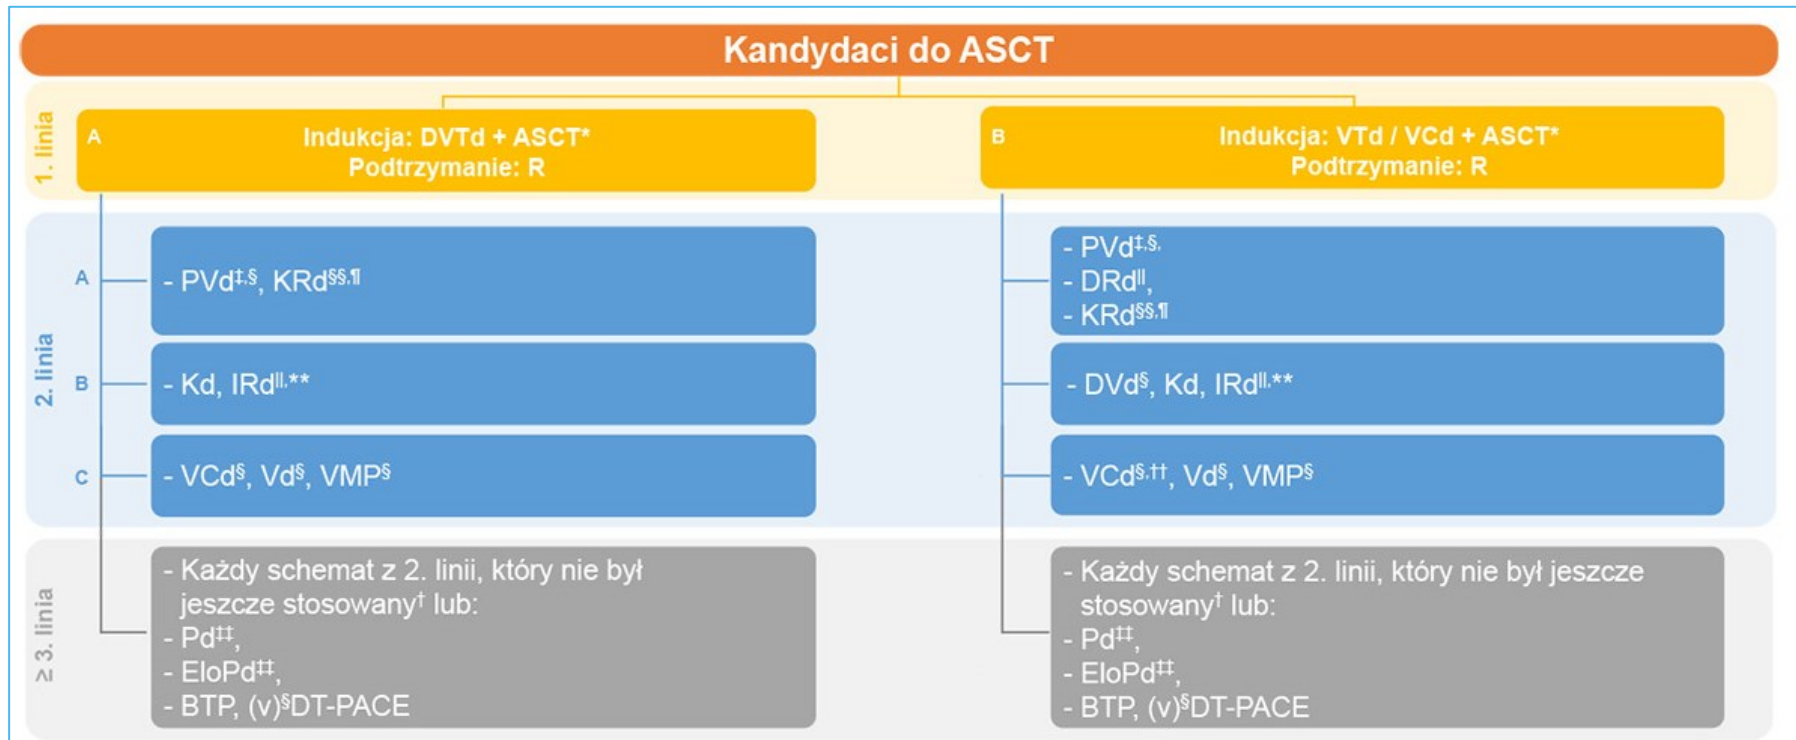 Kandydaci do ASCT
1. linia
A
Indukcja: DVTd + ASCT*
Podtrzymanie: R
B
Indukcja: VTd / VCd + ASCT*
Podtrzymanie: R
2. linia
A
- PVd‡,§, KRd§§,¶
- PVd‡,§,
- DRd||,
- KRd§§,¶
B
- Kd, IRd||,**
- DVd§, Kd, IRd||,**
C
- VCd§, Vd§, VMP§
- VCd§,††, Vd§, VMP§
≥ 3. linia
- Każdy schemat z 2. linii, który nie był
jeszcze stosowany† lub:
- Pd‡‡,
- EloPd‡‡,
- BTP, (v)§DT-PACE
- Każdy schemat z 2. linii, który nie był jeszcze
stosowany† lub:
- Pd‡‡,
- EloPd‡‡,
- BTP, (v)§DT-PACE